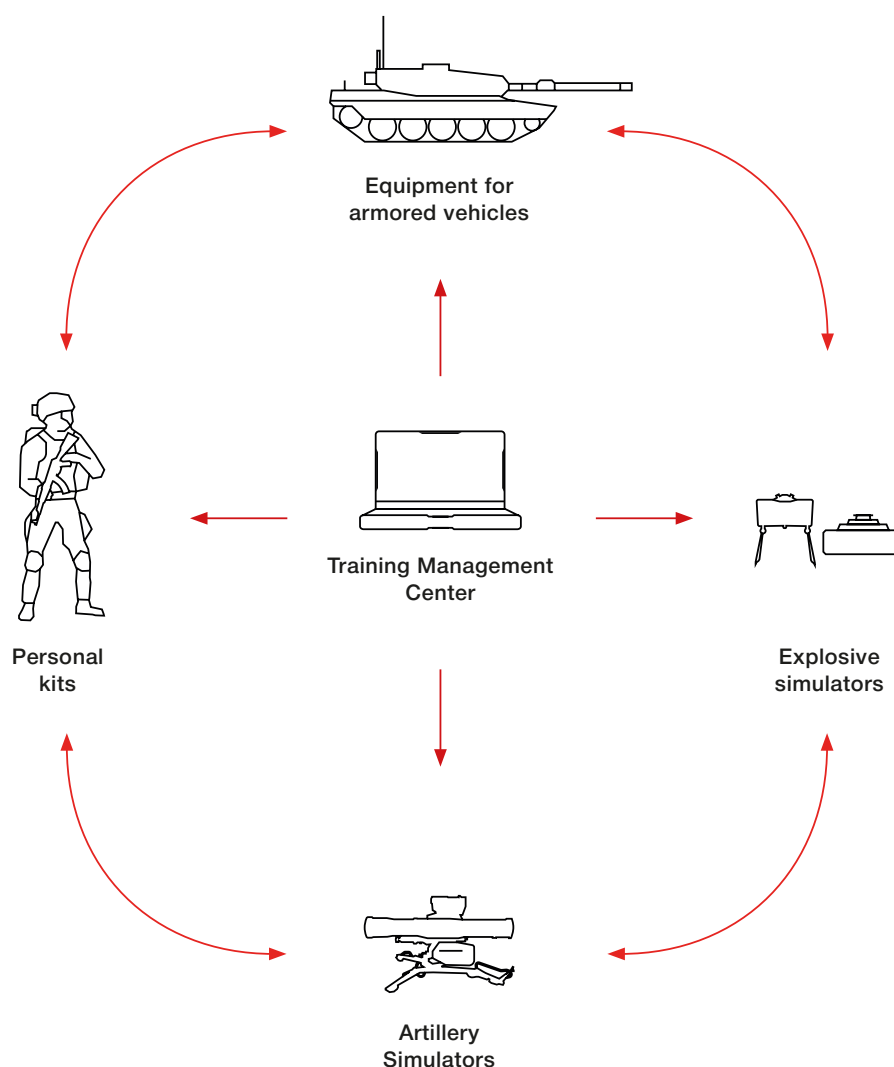 Equipment for
armored vehicles
Training Management
Center
Personal
kits
Explosive
simulators
Artillery
Simulators